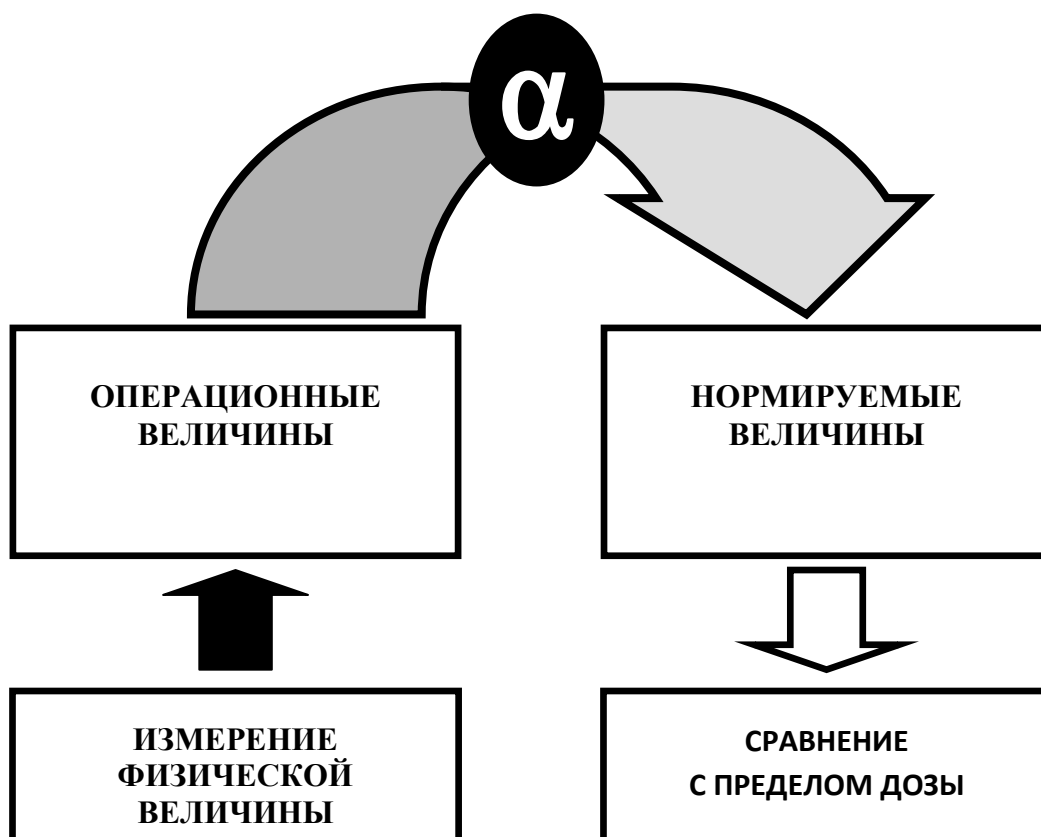 α
ОПЕРАЦИОННЫЕ
ВЕЛИЧИНЫ
НОРМИРУЕМЫЕ
ВЕЛИЧИНЫ
ИЗМЕРЕНИЕ
ФИЗИЧЕСКОЙ
ВЕЛИЧИНЫ
СРАВНЕНИЕ
С ПРЕДЕЛОМ ДОЗЫ